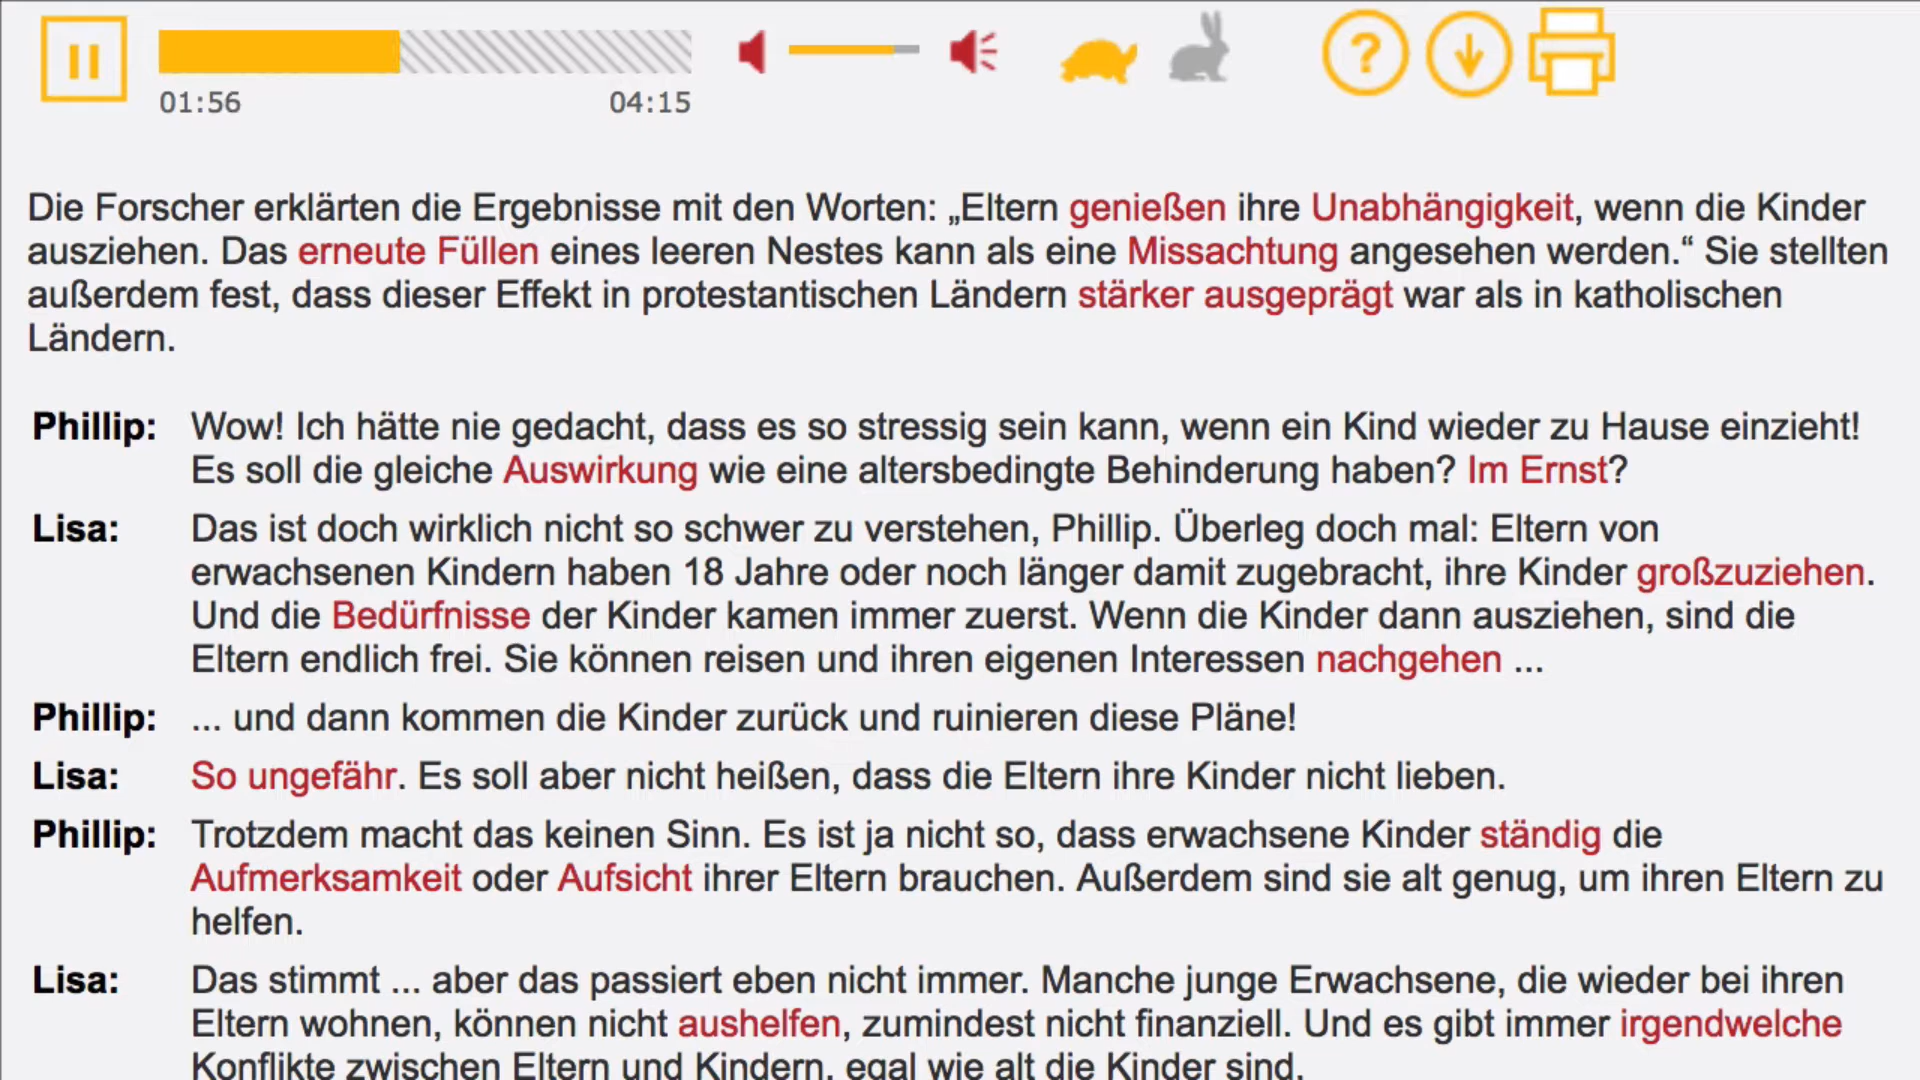 01:56 04:15
?
Die Forscher erklärten die Ergebnisse mit den Worten: „Eltern genießen ihre Unabhängigkeit, wenn die Kinder
ausziehen. Das erneute Füllen eines leeren Nestes kann als eine Missachtung angesehen werden.“ Sie stellten
außerdem fest, dass dieser Effekt in protestantischen Ländern stärker ausgeprägt war als in katholischen
Ländern.
Phillip: Wow! Ich hätte nie gedacht, dass es so stressig sein kann, wenn ein Kind wieder zu Hause einzieht!
Es soll die gleiche Auswirkung wie eine altersbedingte Behinderung haben? Im Ernst?
Lisa: Das ist doch wirklich nicht so schwer zu verstehen, Phillip. Überleg doch mal: Eltern von
erwachsenen Kindern haben 18 Jahre oder noch länger damit zugebracht, ihre Kinder großzuziehen.
Und die Bedürfnisse der Kinder kamen immer zuerst. Wenn die Kinder dann ausziehen, sind die
Eltern endlich frei. Sie können reisen und ihren eigenen Interessen nachgehen ...
Phillip: ... und dann kommen die Kinder zurück und ruinieren diese Pläne!
Lisa: So ungefähr. Es soll aber nicht heißen, dass die Eltern ihre Kinder nicht lieben.
Phillip: Trotzdem macht das keinen Sinn. Es ist ja nicht so, dass erwachsene Kinder ständig die
Aufmerksamkeit oder Aufsicht ihrer Eltern brauchen. Außerdem sind sie alt genug, um ihren Eltern zu
helfen.
Lisa: Das stimmt ... aber das passiert eben nicht immer. Manche junge Erwachsene, die wieder bei ihren
Eltern wohnen, können nicht aushelfen, zumindest nicht finanziell. Und es gibt immer irgendwelche
Konflikte zwischen Eltern und Kindern, egal wie alt die Kinder sind.